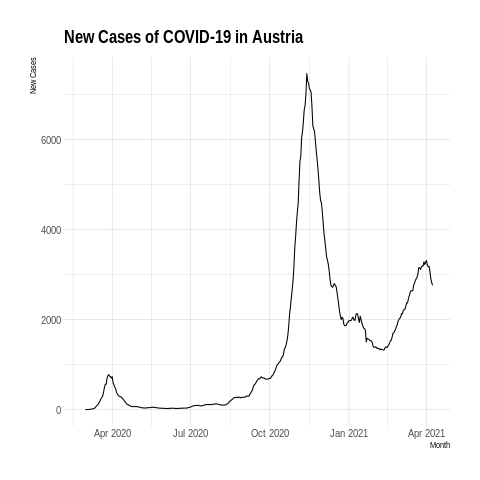 New Cases of COVID-19 in Austria
New Cases
6000
4000
2000
0
Apr 2020 Jul 2020 Oct 2020 Jan 2021 Apr 2021
Month